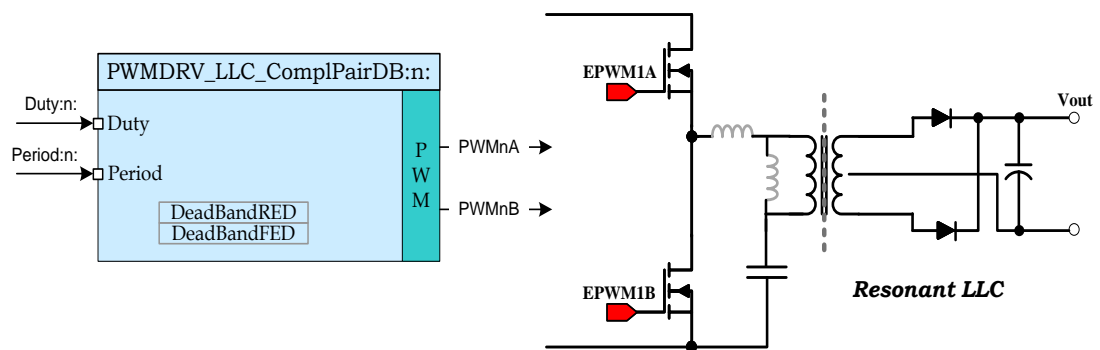 PWMDRV_LLC_ComplPairDB:n:
Duty:n:
Duty
Period:n:
Period
DeadBandRED
DeadBandFED
P
W
M
PWMnA
PWMnB
EPWM1A
EPWM1B
Vout
Resonant LLC